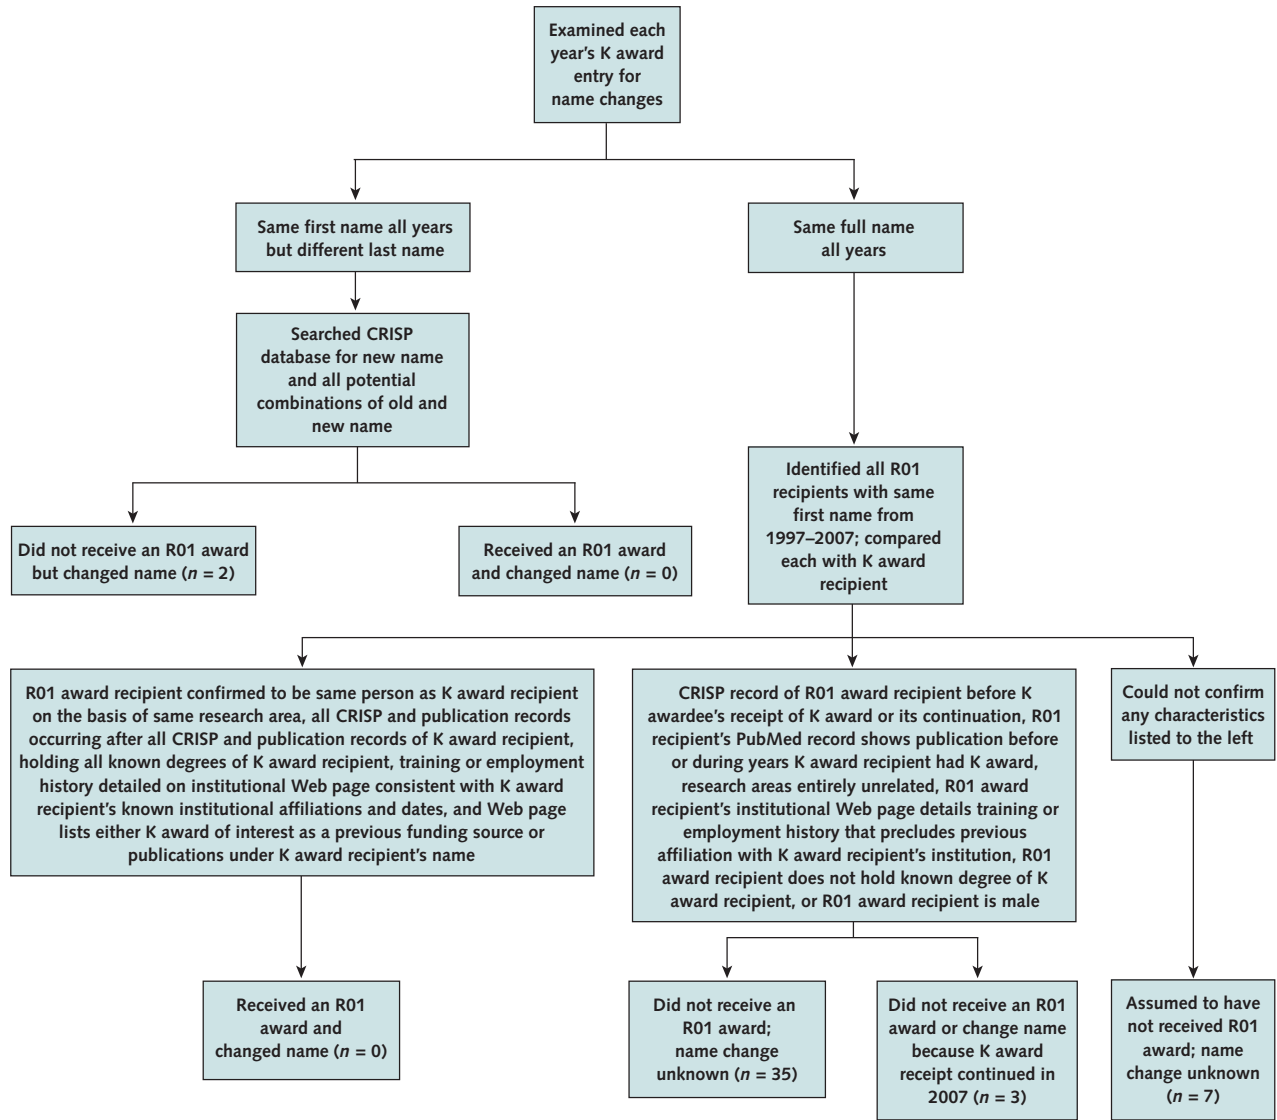 Examined each
year’s K award
entry for
name changes
Same first name all years
but different last name
Same full name
all years
Searched CRISP
database for new name
and all potential
combinations of old and
new name
Identified all R01
recipients with same
first name from
1997–2007; compared
each with K award
recipient
Did not receive an R01 award
but changed name (n = 2)
Received an R01 award
and changed name (n = 0)
R01 award recipient confirmed to be same person as K award recipient
on the basis of same research area, all CRISP and publication records
occurring after all CRISP and publication records of K award recipient,
holding all known degrees of K award recipient, training or employment
history detailed on institutional Web page consistent with K award
recipient’s known institutional affiliations and dates, and Web page
lists either K award of interest as a previous funding source or
publications under K award recipient’s name
CRISP record of R01 award recipient before K
awardee’s receipt of K award or its continuation, R01
recipient’s PubMed record shows publication before
or during years K award recipient had K award,
research areas entirely unrelated, R01 award
recipient’s institutional Web page details training or
employment history that precludes previous
affiliation with K award recipient’s institution, R01
award recipient does not hold known degree of K
award recipient, or R01 award recipient is male
Could not confirm
any characteristics
listed to the left
Received an R01
award and
changed name (n = 0)
Did not receive an
R01 award;
name change
unknown (n = 35)
Did not receive an R01
award or change name
because K award
receipt continued in
2007 (n = 3)
Assumed to have
not received R01
award; name
change unknown
(n = 7)